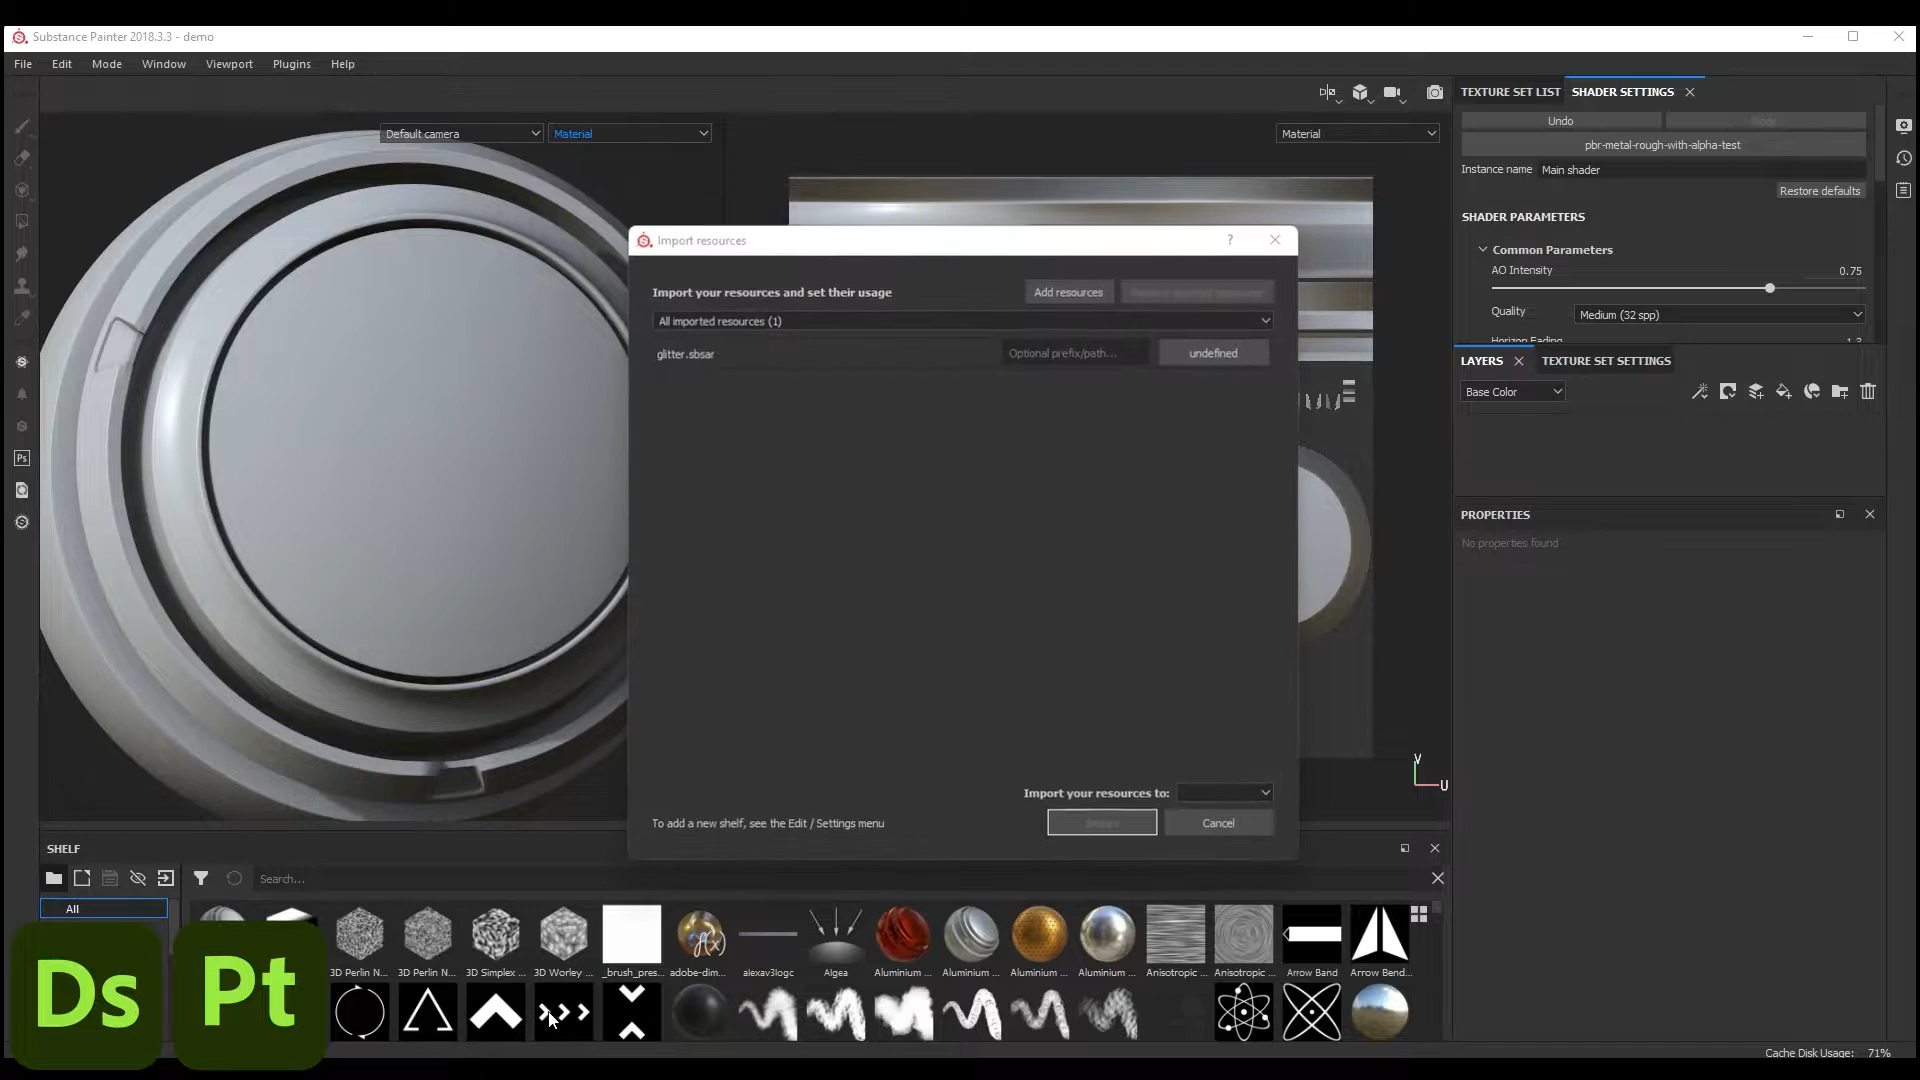 Substance Painter 2018.3.3 - demo
File Edit Mode Window Viewport Plugins Help
Default camera
Material
Material
TEXTURE SET LIST
SHADER SETTINGS
Undo
pbr-metal-rough-with-alpha-test
Instance name Main shader
Restore defaults
SHADER PARAMETERS
Common Parameters
AO Intensity 0.75
Quality Medium (32 spp)
Import resources
?
Import your resources and set their usage
Add resources
All imported resources (1)
glitter.sbsar
Optional prefix/path...
undefined
Import your resources to:
To add a new shelf, see the Edit / Settings menu
Cancel
LAYERS
TEXTURE SET SETTINGS
Base Color
PROPERTIES
No properties found
Ps
V
U
SHELF
Search...
All
3D Perlin N...
3D Perlin N...
3D Simplex ...
3D Worley ...
_brush_pres...
adobe-dim...
alexav3logc
Algea
Aluminium ...
Aluminium ...
Aluminium ...
Aluminium ...
Anisotropic ...
Anisotropic ...
Arrow Band
Arrow Bend...
Ds
Pt
Cache Disk Usage: 71%